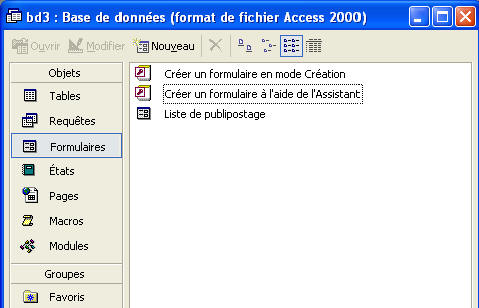 bd3 : Base de données (format de fichier Access 2000)
Ouvrir Modifier Nouveau
Objets
Tables
Requêtes
Formulaires
États
Pages
Macros
Modules
Groupes
Favoris
Créer un formulaire en mode Création
Créer un formulaire à l'aide de l'Assistant
Liste de publipostage